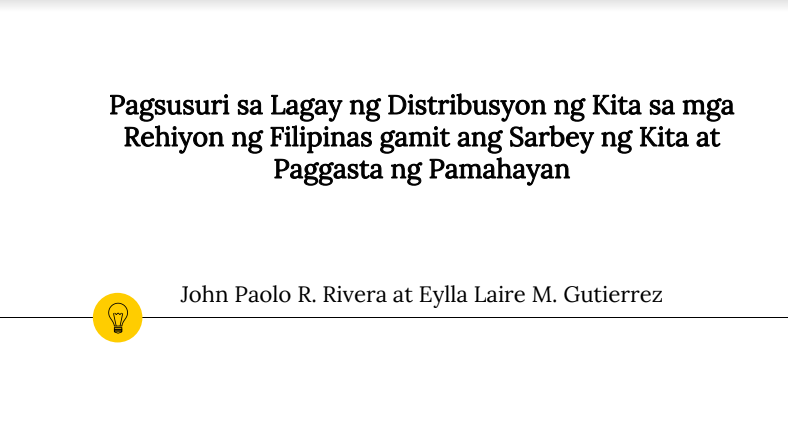 Pagsusuri sa Lagay ng Distribusyon ng Kita sa mga
Rehiyon ng Filipinas gamit ang Sarbey ng Kita at
Paggasta ng Pamahayan
John Paolo R. Rivera at Eylla Laire M. Gutierrez